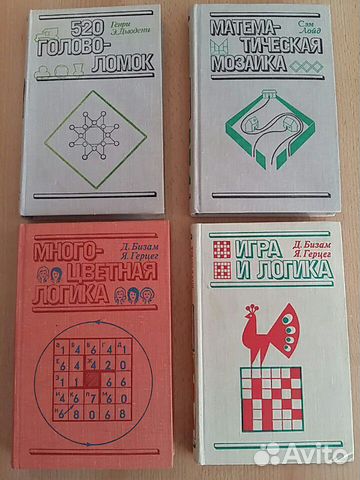 520
ГОЛОВО-
ЛОМОК
Генри
Э. Дьюдени
МАТЕМА-
ТИЧЕСКАЯ
МОЗАИКА
Сэм
Лойд
МНОГО-
ЦВЕТНАЯ
ЛОГИКА
Д. Бизам
Я. Герцег
ИГРА
И ЛОГИКА
Д. Бизам
Я. Герцег
Avito